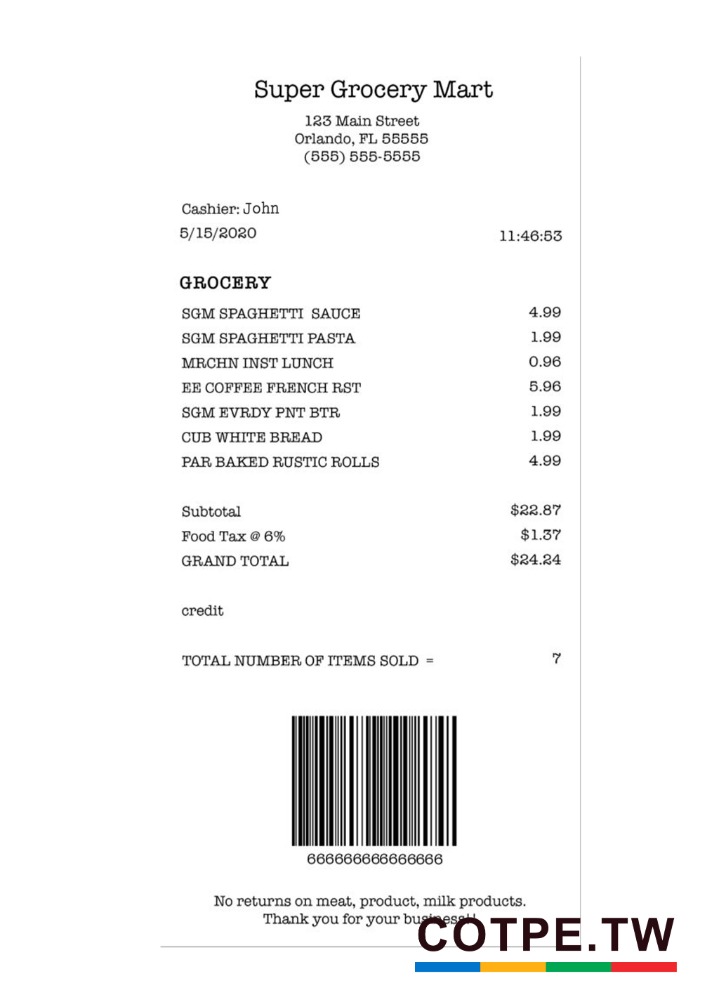 Super Grocery Mart
123 Main Street
Orlando, FL 55555
(555) 555-5555
Cashier: John
5/15/2020 11:46:53
GROCERY
SGM SPAGHETTI SAUCE 4.99
SGM SPAGHETTI PASTA 1.99
MRCHN INST LUNCH 0.96
EE COFFEE FRENCH RST 5.96
SGM EVRDY PNT BTR 1.99
CUB WHITE BREAD 1.99
PAR BAKED RUSTIC ROLLS 4.99
Subtotal $22.87
Food Tax @ 6% $1.37
GRAND TOTAL $24.24
credit
TOTAL NUMBER OF ITEMS SOLD = 7
666666666666666
No returns on meat, product, milk products.
Thank you for your business!!
COTPE.TW